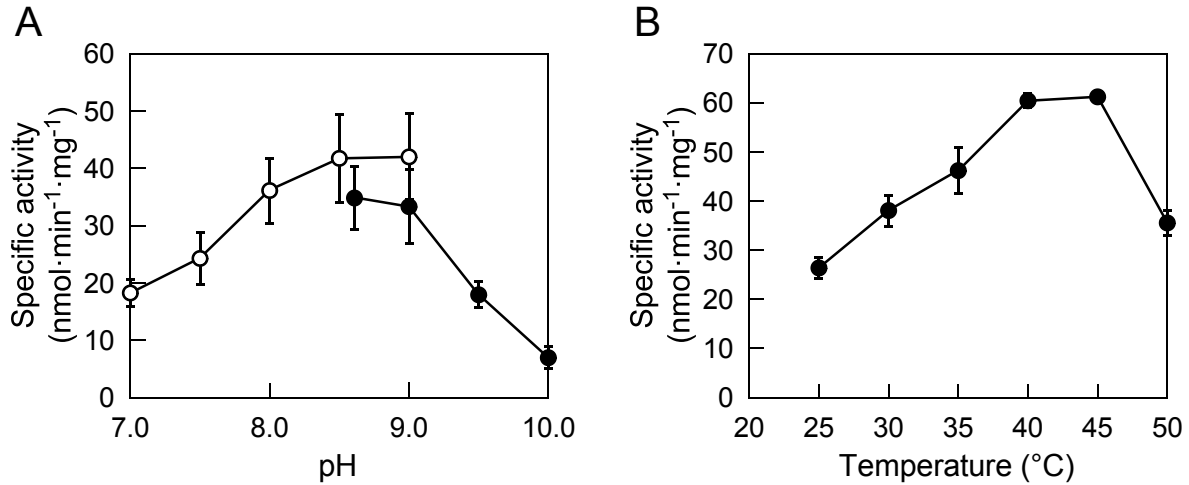 A
Specific activity
(nmol·min⁻¹·mg⁻¹)
60
50
40
30
20
10
0
7.0 8.0 9.0 10.0
pH
B
Specific activity
(nmol·min⁻¹·mg⁻¹)
70
60
50
40
30
20
10
0
20 25 30 35 40 45 50
Temperature (°C)